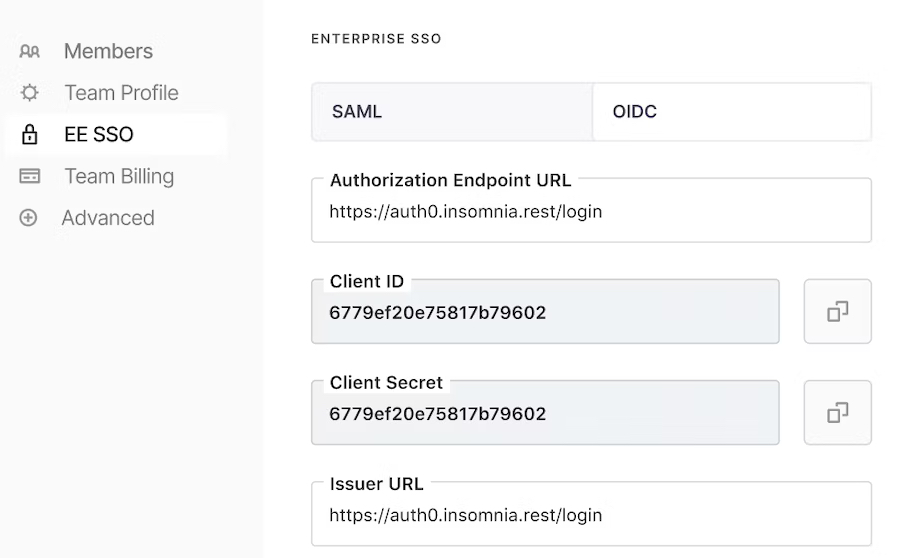 Members
Team Profile
EE SSO
Team Billing
Advanced
ENTERPRISE SSO
SAML
OIDC
Authorization Endpoint URL
https://auth0.insomnia.rest/login
Client ID
6779ef20e75817b79602
Client Secret
6779ef20e75817b79602
Issuer URL
https://auth0.insomnia.rest/login